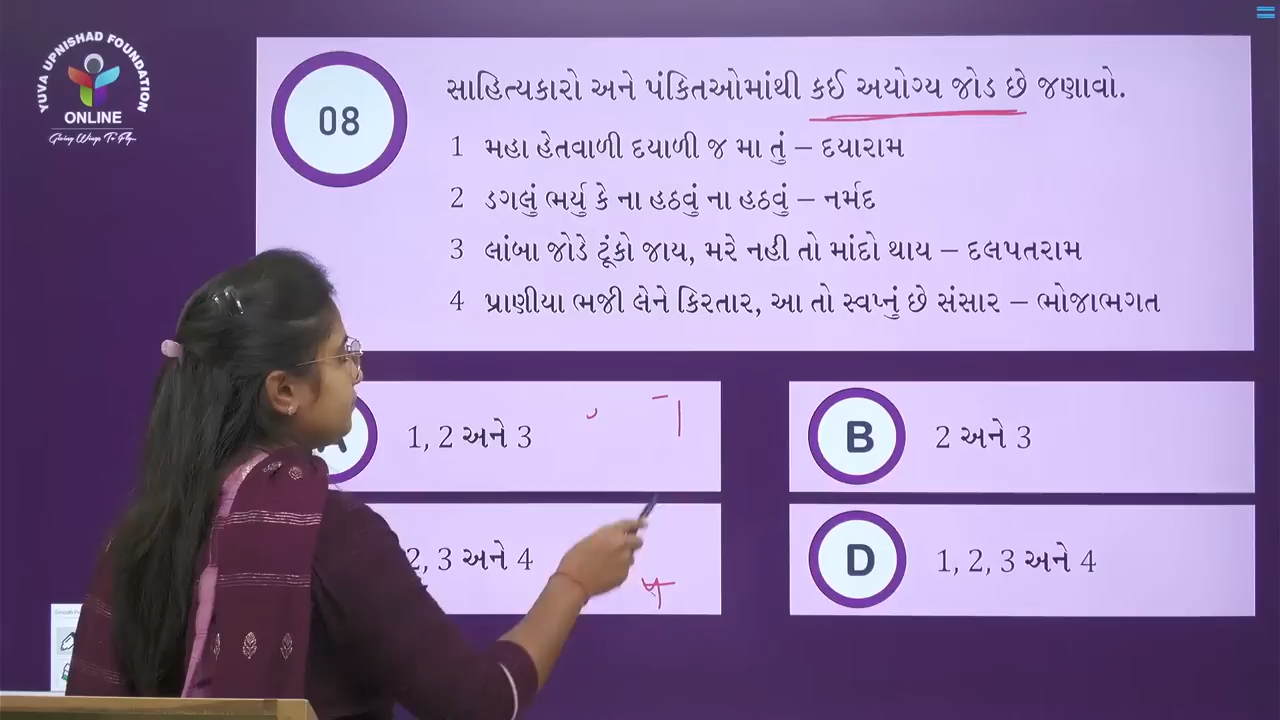 YUVA UPNISHAD FOUNDATION
ONLINE
Giving Wings To Fly..
08
સાહિત્યકારો અને પંકિતઓમાંથી કઈ અયોગ્ય જોડ છે જણાવો.
1 મહા હેતવાળી દયાળી જ મા તું – દયારામ
2 ડગલું ભર્યુ કે ના હઠવું ના હઠવું – નર્મદ
3 લાંબા જોડે ટૂંકો જાય, મરે નહી તો માંદો થાય – દલપતરામ
4 પ્રાણીયા ભજી લેને કિરતાર, આ તો સ્વપ્નું છે સંસાર – ભોજાભગત
1, 2 અને 3
B 2 અને 3
2, 3 અને 4
D 1, 2, 3 અને 4